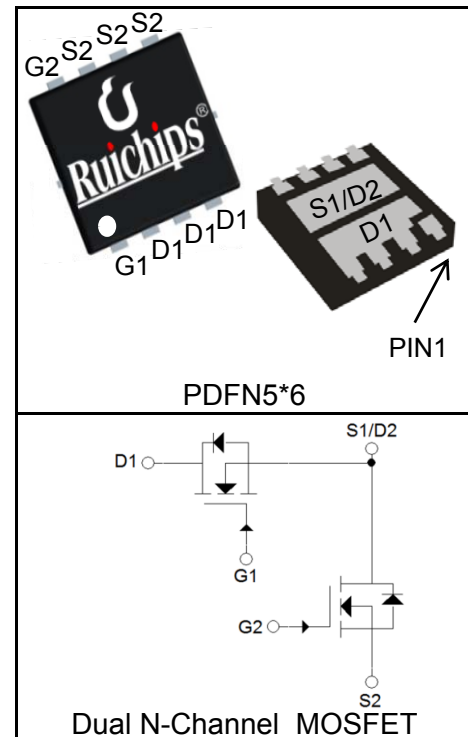 G2 S2 S2 S2
Ruichips®
G1 D1 D1 D1
S1/D2
D1
PIN1
PDFN5*6
D1
S1/D2
G1
G2
S2
Dual N-Channel MOSFET